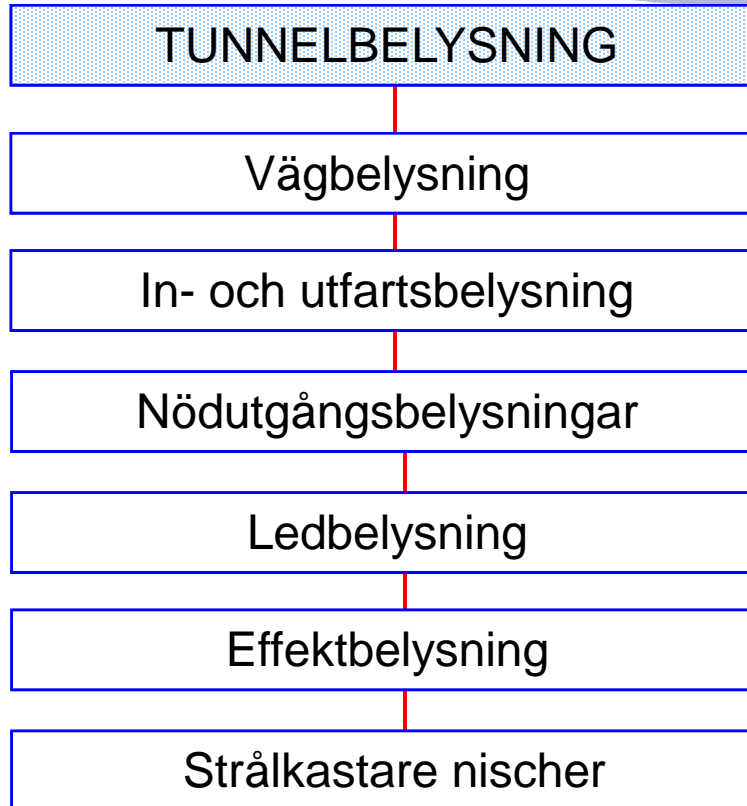 TUNNELBELYSNING
Vägbelysning
In- och utfartsbelysning
Nödutgångsbelysningar
Ledbelysning
Effektbelysning
Strålkastare nischer